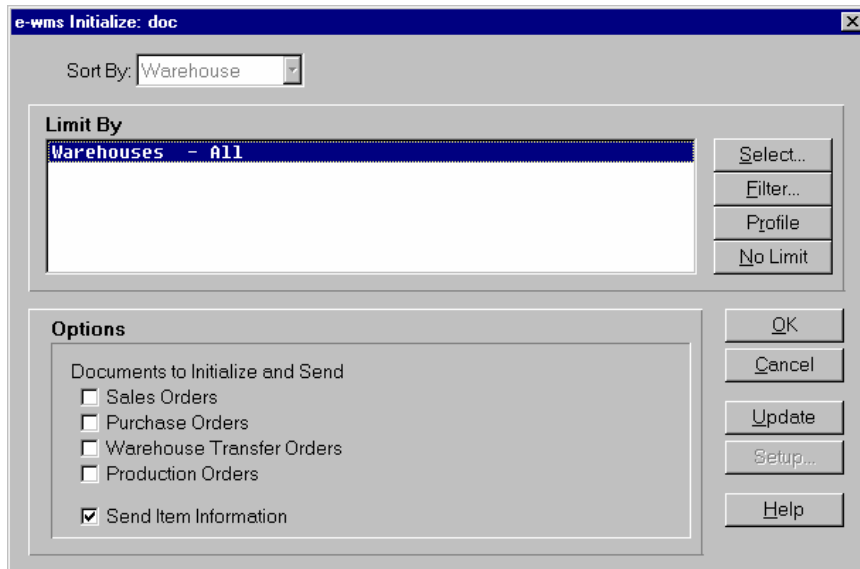 e-wms Initialize: doc
Sort By: Warehouse
Limit By
Warehouses - All
Select...
Filter...
Profile
No Limit
Options
Documents to Initialize and Send
Sales Orders
Purchase Orders
Warehouse Transfer Orders
Production Orders
Send Item Information
OK
Cancel
Update
Setup...
Help